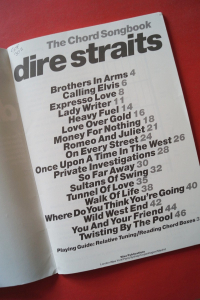 The Chord Songbook
dire straits
Brothers In Arms 4
Calling Elvis 6
Expresso Love 8
Lady Writer 11
Heavy Fuel 14
Love Over Gold 16
Money For Nothing 18
Romeo And Juliet 21
On Every Street 24
Once Upon A Time In The West 26
Private Investigations 28
So Far Away 30
Sultans Of Swing 32
Tunnel Of Love 35
Walk Of Life 38
Where Do You Think You're Going 40
Wild West End 42
You And Your Friend 44
Twisting By The Pool 46
Playing Guide: Relative Tuning/Reading Chord Boxes 3